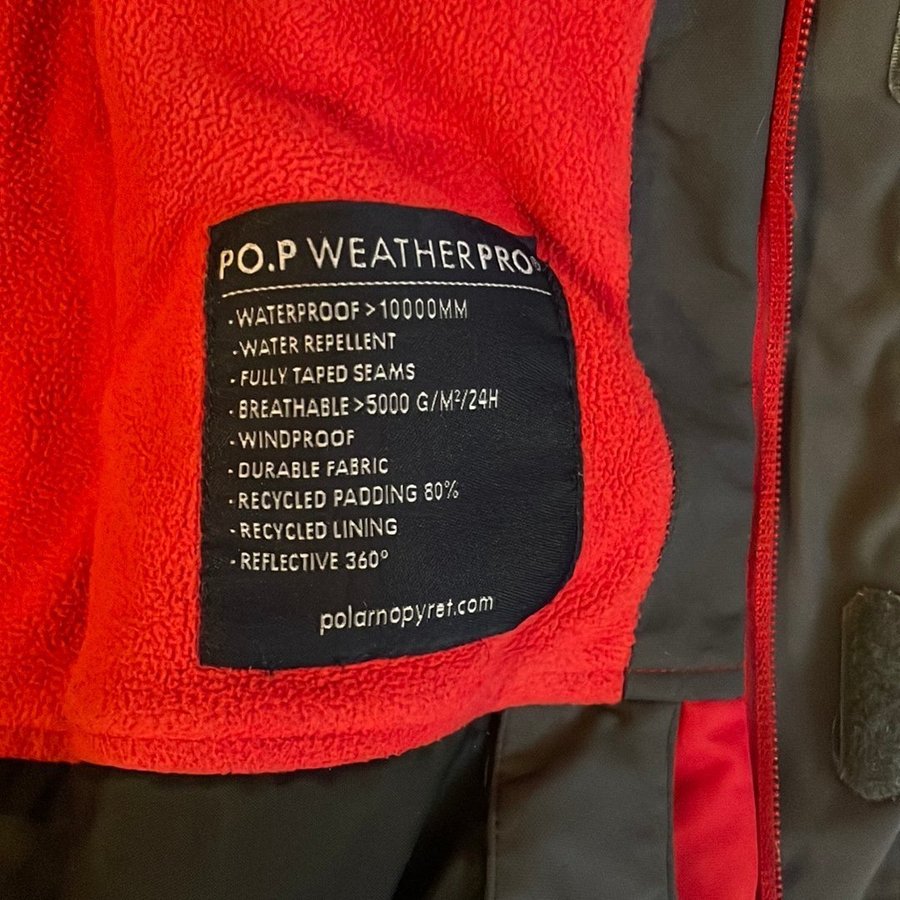 PO.P WEATHERPRO®
·WATERPROOF>10000MM
·WATER REPELLENT
·FULLY TAPED SEAMS
·BREATHABLE>5000 G/M²/24H
·WINDPROOF
·DURABLE FABRIC
·RECYCLED PADDING 80%
·RECYCLED LINING
·REFLECTIVE 360°
polarnopyret.com